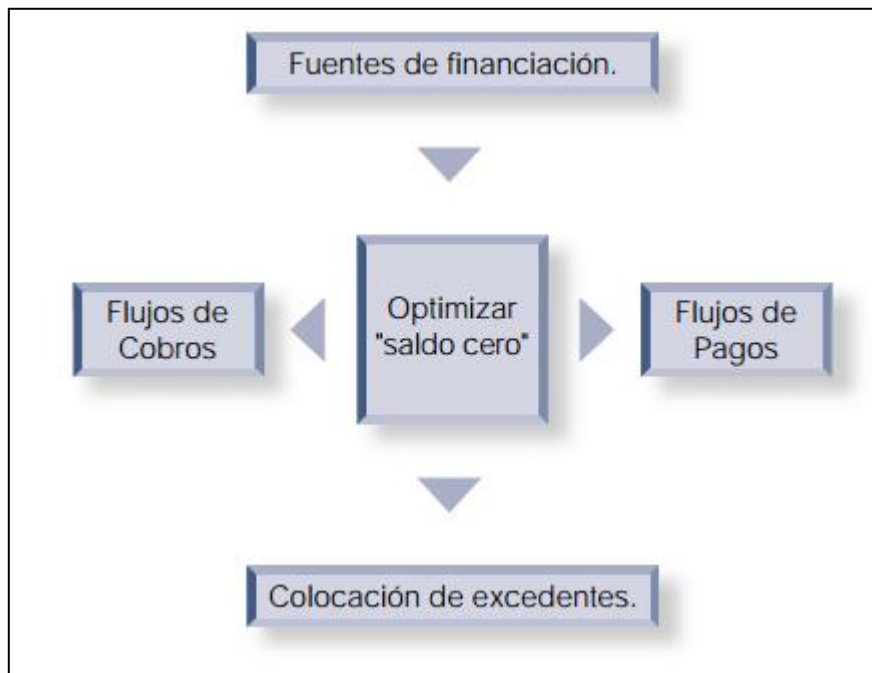 Fuentes de financiación.
Flujos de
Cobros
Optimizar
"saldo cero"
Flujos de
Pagos
Colocación de excedentes.